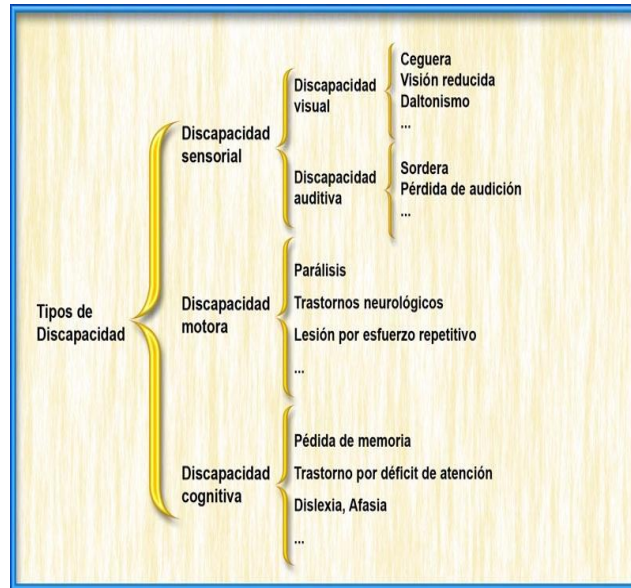 Tipos de
Discapacidad
Discapacidad
sensorial
Discapacidad
visual
Ceguera
Visión reducida
Daltonismo
...
Discapacidad
auditiva
Sordera
Pérdida de audición
...
Discapacidad
motora
Parálisis
Trastornos neurológicos
Lesión por esfuerzo repetitivo
...
Discapacidad
cognitiva
Pédida de memoria
Trastorno por déficit de atención
Dislexia, Afasia
...